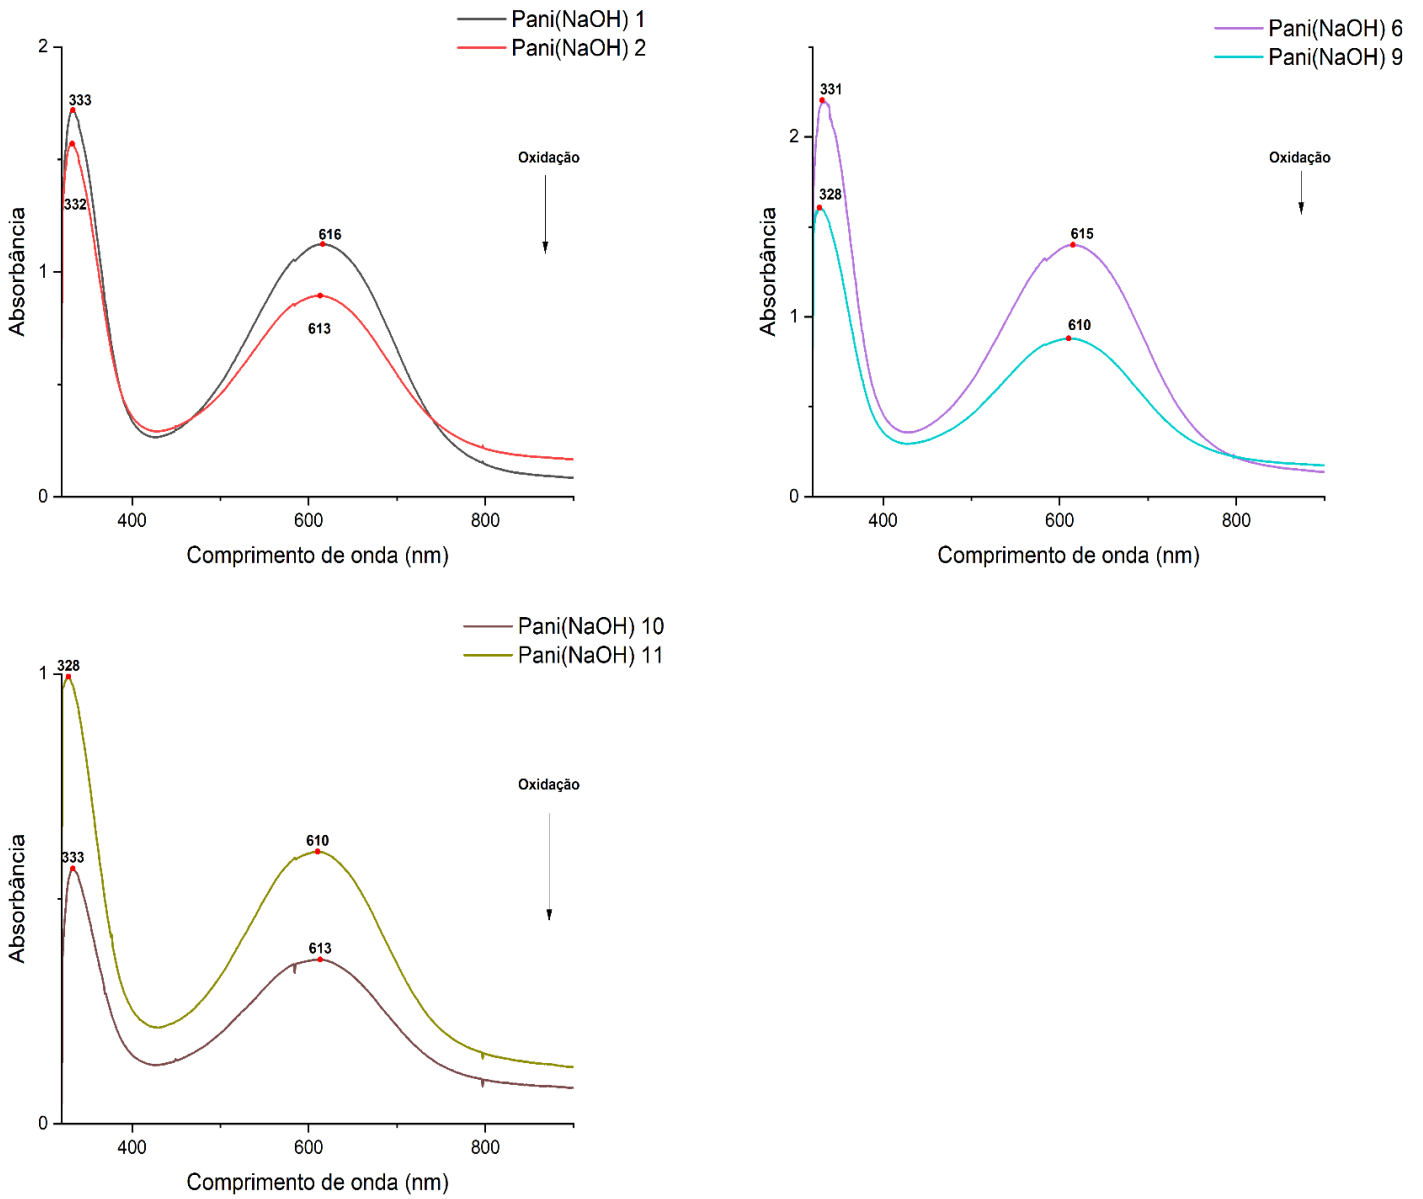 Pani(NaOH) 1
Pani(NaOH) 2
2
1
0
333
332
616
613
Oxidação
Absorbância
400
600
800
Comprimento de onda (nm)
Pani(NaOH) 6
Pani(NaOH) 9
2
1
0
331
328
615
610
Oxidação
Absorbância
400
600
800
Comprimento de onda (nm)
Pani(NaOH) 10
Pani(NaOH) 11
1
0
328
333
610
613
Oxidação
Absorbância
400
600
800
Comprimento de onda (nm)